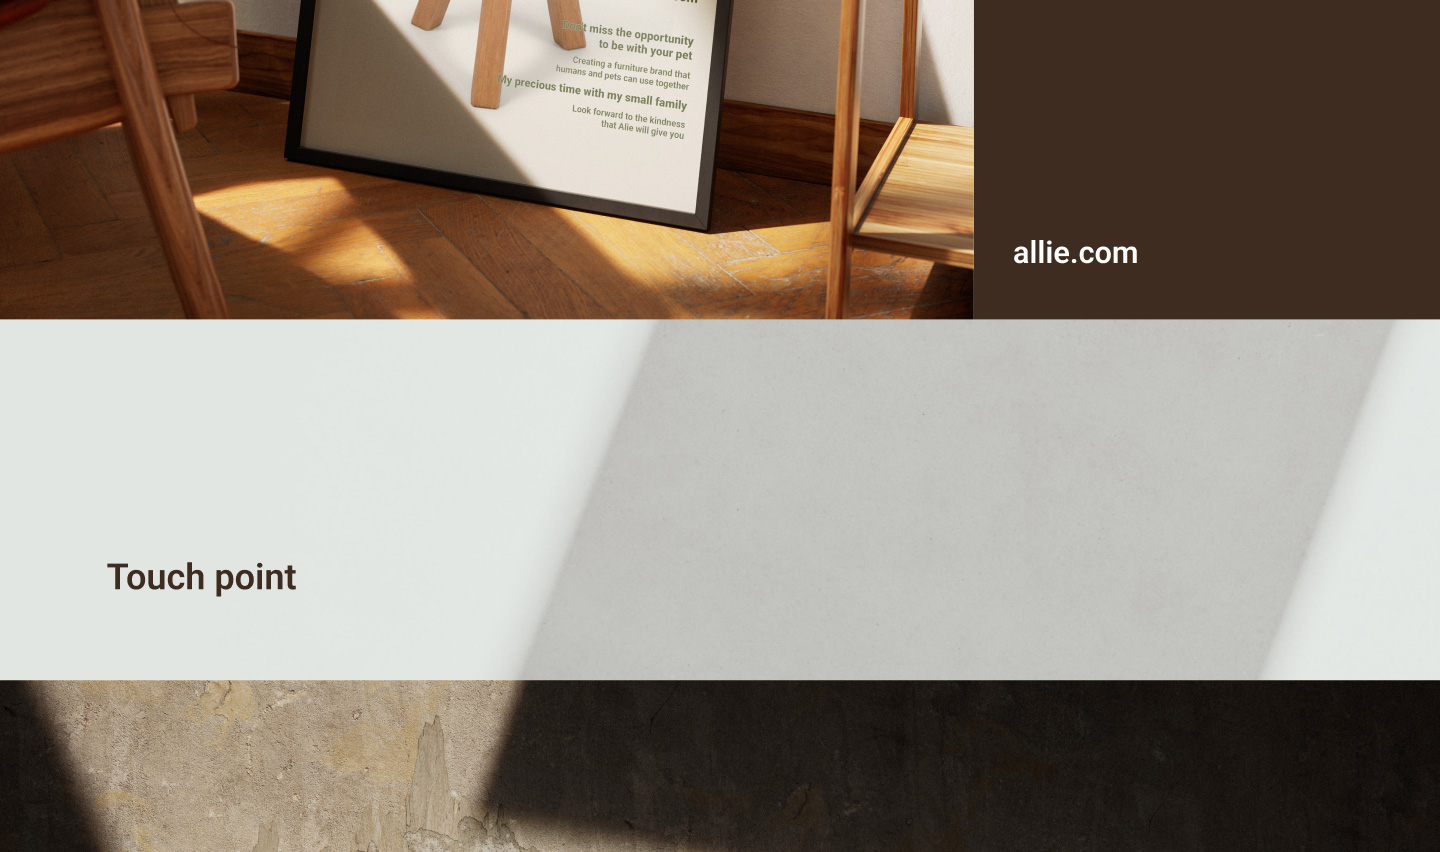 Don't miss the opportunity
to be with your pet
Creating a furniture brand that
humans and pets can use together
My precious time with my small family
Look forward to the kindness
that Alie will give you
allie.com
Touch point